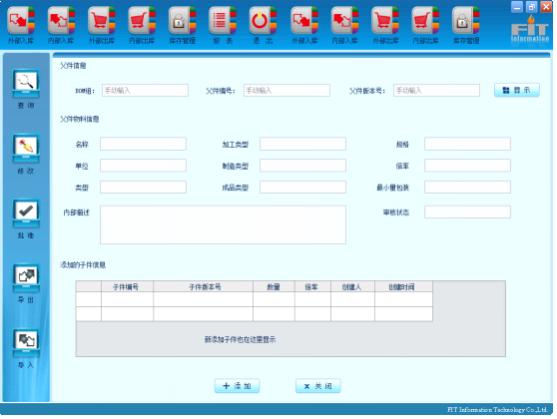 外部入库 内部入库 外部出库 内部出库 库存管理 报表 退出 外部入库 内部入库 外部出库 内部出库 库存管理
FIT
Information
父件信息
BOM组： 手动输入 父件编号： 手动输入 父件版本号： 手动输入 显示
父件物料信息
名称 加工类型 规格
单位 制造类型 倍率
类型 成品类型 最小量包装
内部描述 审核状态
添加的子件信息
子件编号 子件版本号 数量 倍率 创建人 创建时间
新添加子件也在这里显示
添加 关闭
查询
修改
批准
导出
导入
FIT Information Technology Co.,Ltd.